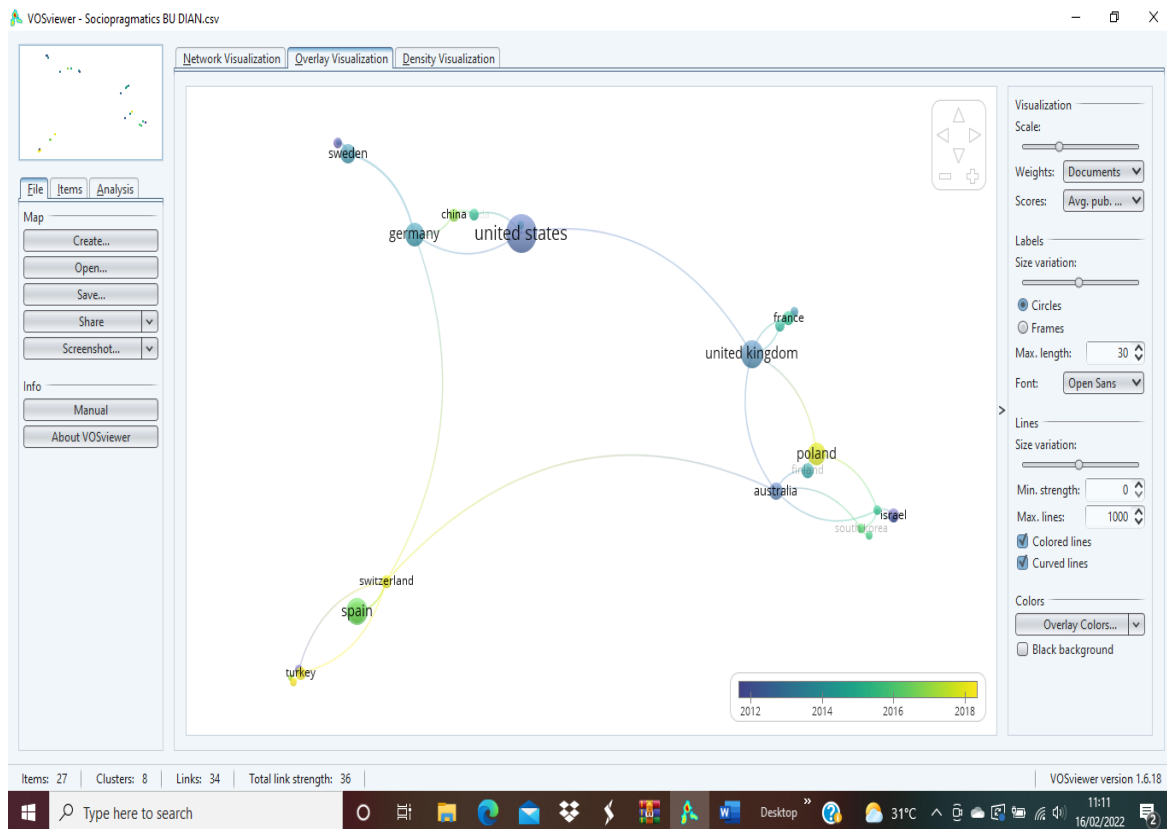 VOSviewer - Sociopragmatics BU DIAN.csv
Network Visualization Overlay Visualization Density Visualization
File Items Analysis
Map
Create...
Open...
Save...
Share
Screenshot...
Info
Manual
About VOSviewer
sweden
china
germany
united states
france
united kingdom
poland
finland
australia
israel
south korea
switzerland
spain
turkey
2012 2014 2016 2018
Visualization
Scale:
Weights: Documents
Scores: Avg. pub. ...
Labels
Size variation:
Circles
Frames
Max. length: 30
Font: Open Sans
Lines
Size variation:
Min. strength: 0
Max. lines: 1000
Colored lines
Curved lines
Colors
Overlay Colors...
Black background
Items: 27 Clusters: 8 Links: 34 Total link strength: 36 VOSviewer version 1.6.18
Type here to search Desktop 31°C 11:11
16/02/2022